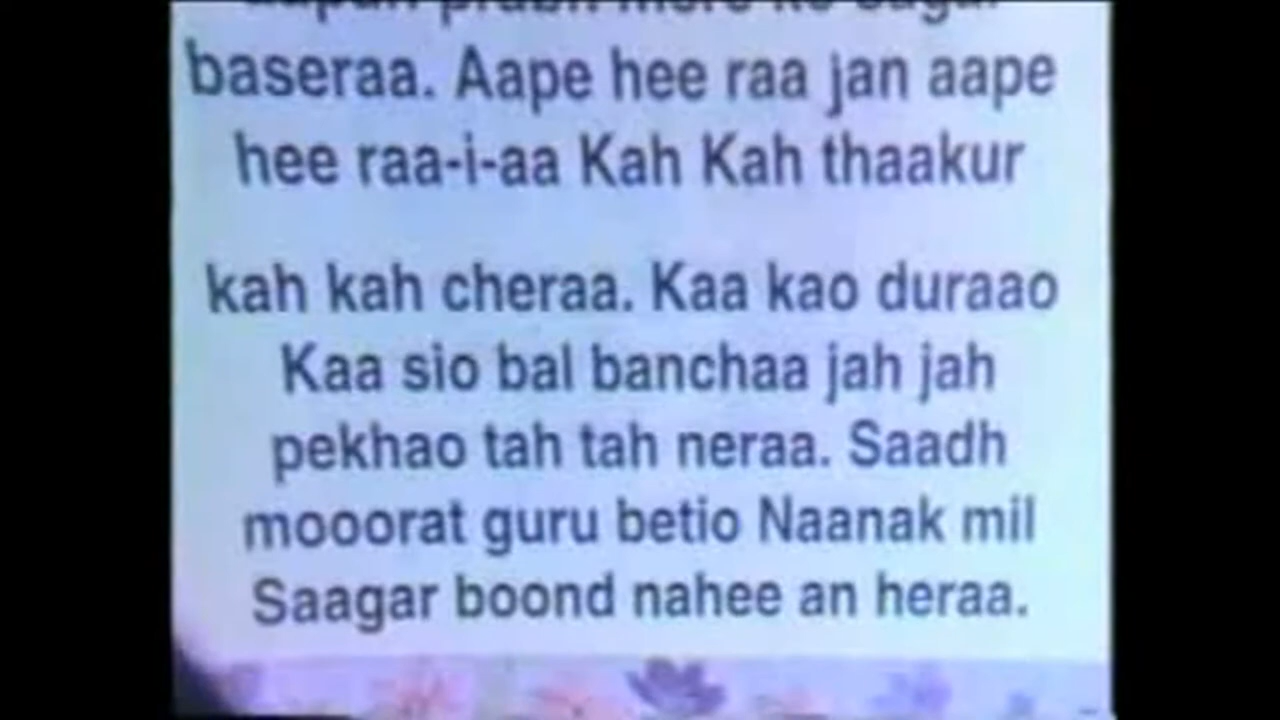 baseraa. Aape hee raa jan aape
hee raa-i-aa Kah Kah thaakur
kah kah cheraa. Kaa kao duraao
Kaa sio bal banchaa jah jah
pekhao tah tah neraa. Saadh
mooorat guru betio Naanak mil
Saagar boond nahee an heraa.